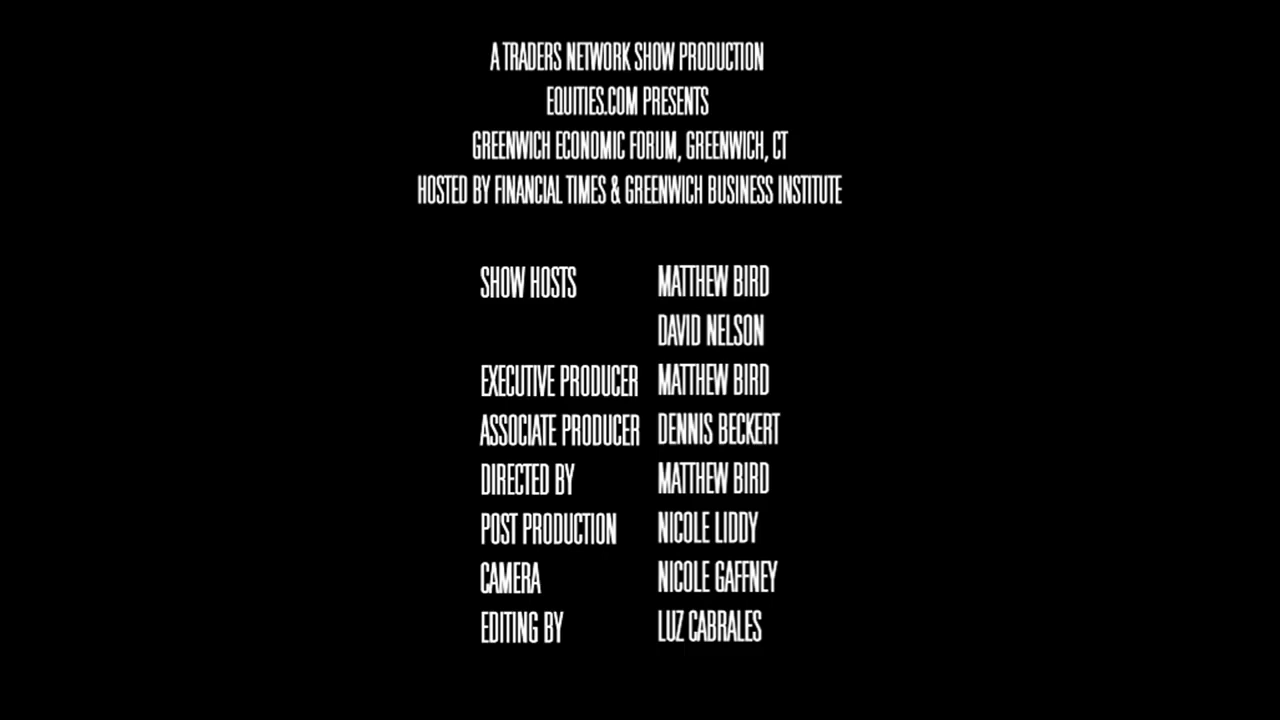 A TRADERS NETWORK SHOW PRODUCTION
EQUITIES.COM PRESENTS
GREENWICH ECONOMIC FORUM, GREENWICH, CT
HOSTED BY FINANCIAL TIMES & GREENWICH BUSINESS INSTITUTE
SHOW HOSTS MATTHEW BIRD
DAVID NELSON
EXECUTIVE PRODUCER MATTHEW BIRD
ASSOCIATE PRODUCER DENNIS BECKERT
DIRECTED BY MATTHEW BIRD
POST PRODUCTION NICOLE LIDDY
CAMERA NICOLE GAFFNEY
EDITING BY LUZ CABRALES